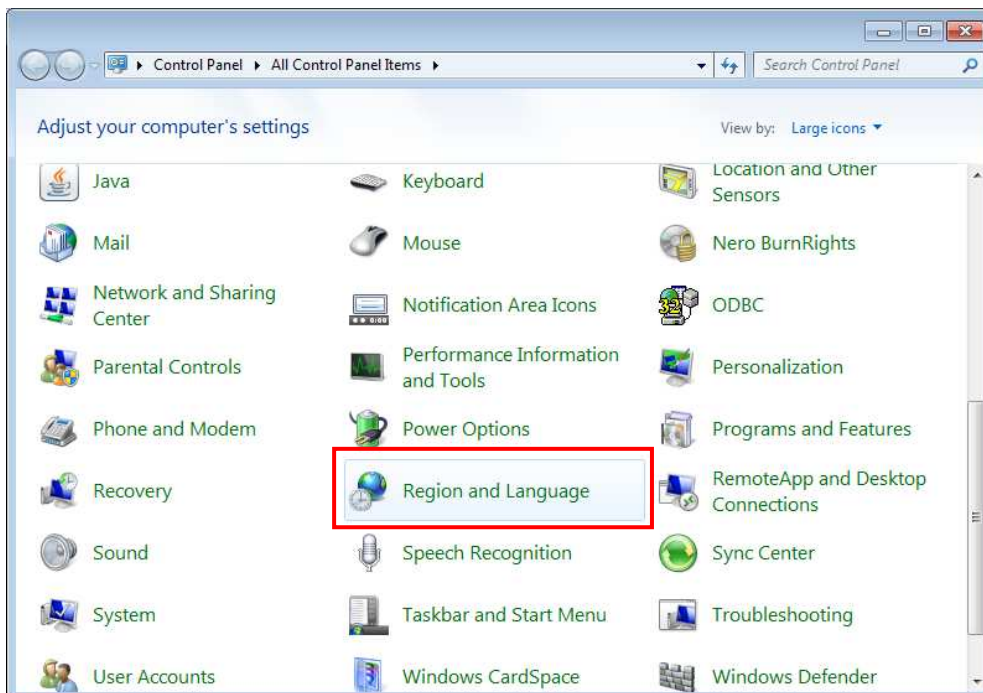 Control Panel All Control Panel Items Search Control Panel
Adjust your computer's settings View by: Large icons
Java
Keyboard
Location and Other
Sensors
Mail
Mouse
Nero BurnRights
Network and Sharing
Center
Notification Area Icons
32
ODBC
Parental Controls
Performance Information
and Tools
Personalization
Phone and Modem
Power Options
Programs and Features
Recovery
Region and Language
RemoteApp and Desktop
Connections
Sound
Speech Recognition
Sync Center
System
Taskbar and Start Menu
Troubleshooting
User Accounts
Windows CardSpace
Windows Defender